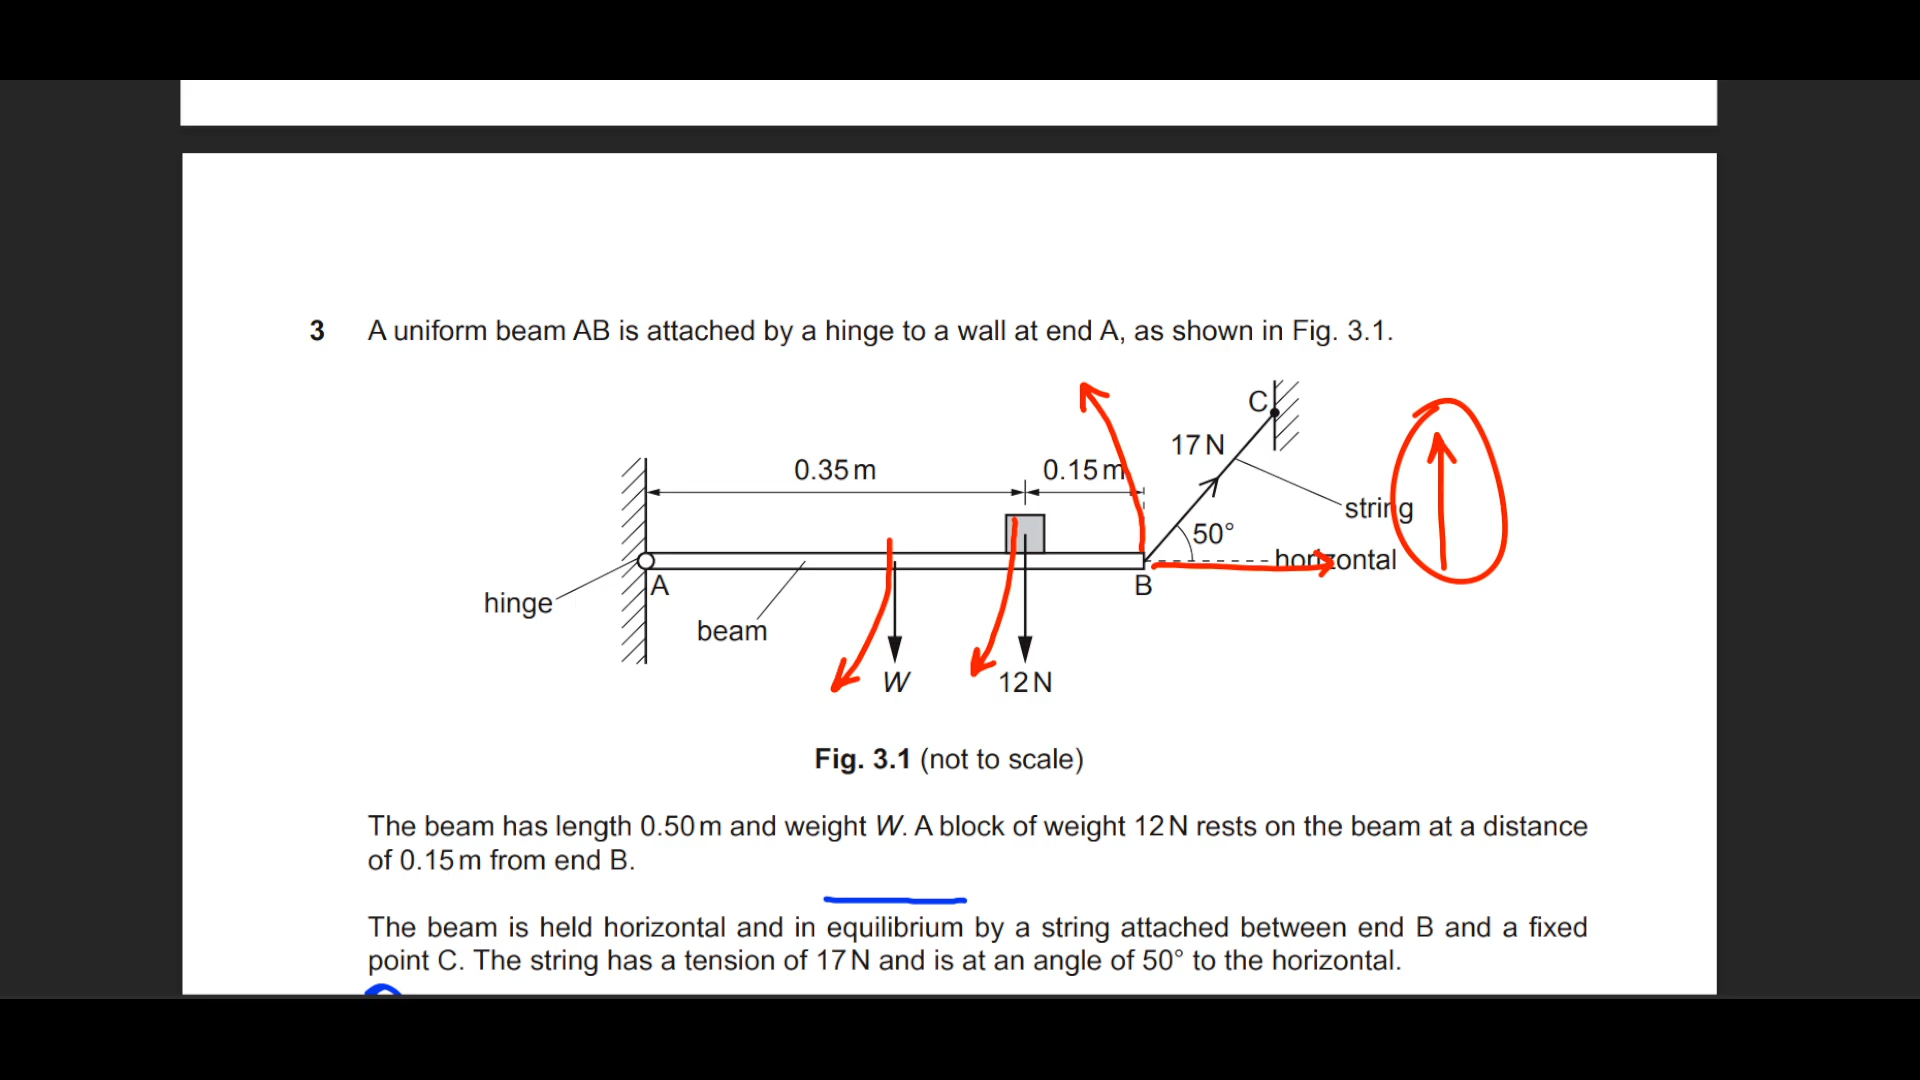 3 A uniform beam AB is attached by a hinge to a wall at end A, as shown in Fig. 3.1.
C
17 N
0.35 m
0.15 m
string
50°
horizontal
A
B
hinge
beam
W
12 N
Fig. 3.1 (not to scale)
The beam has length 0.50 m and weight W. A block of weight 12 N rests on the beam at a distance
of 0.15 m from end B.
The beam is held horizontal and in equilibrium by a string attached between end B and a fixed
point C. The string has a tension of 17 N and is at an angle of 50° to the horizontal.